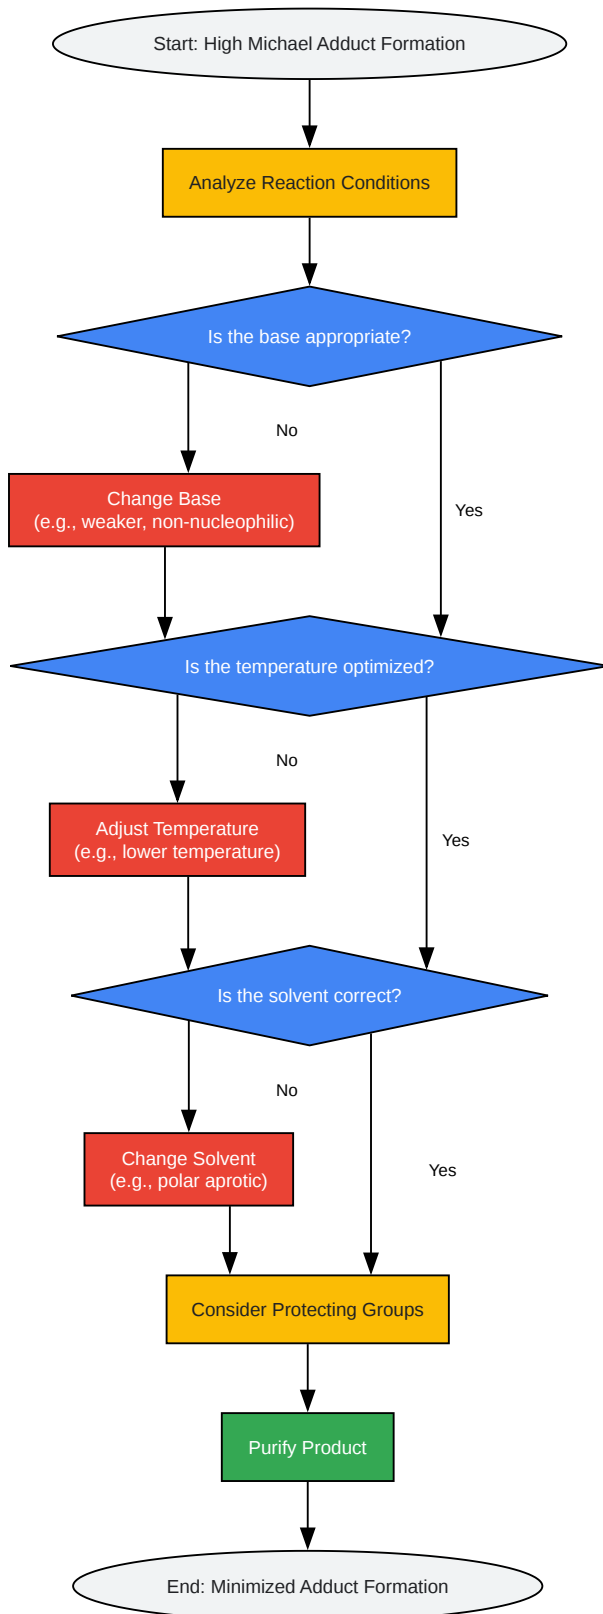 Start: High Michael Adduct Formation
Analyze Reaction Conditions
Is the base appropriate?
No
Change Base
(e.g., weaker, non-nucleophilic)
Yes
Is the temperature optimized?
No
Adjust Temperature
(e.g., lower temperature)
Yes
Is the solvent correct?
No
Change Solvent
(e.g., polar aprotic)
Yes
Consider Protecting Groups
Purify Product
End: Minimized Adduct Formation